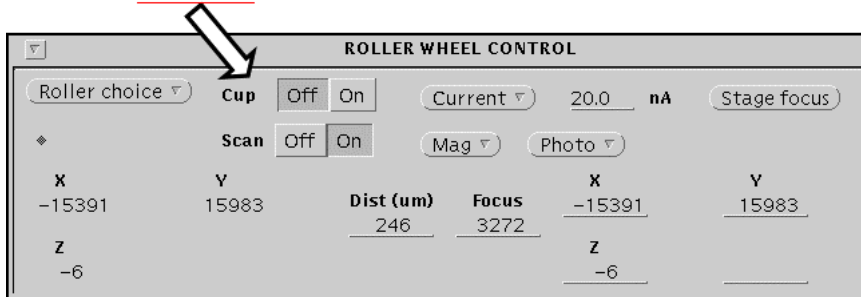 ROLLER WHEEL CONTROL
Roller choice Cup Off On Current 20.0 nA Stage focus
Scan Off On Mag Photo
X Y Dist (um) Focus X Y
-15391 15983 246 3272 -15391 15983
Z Z
-6 -6